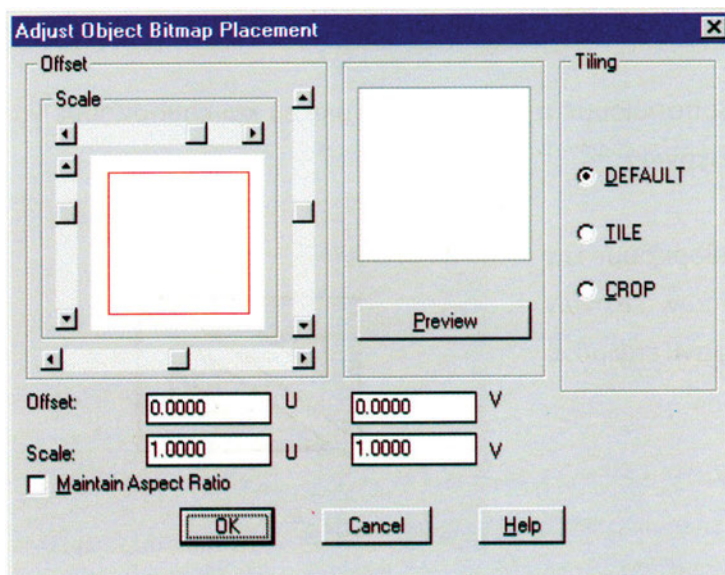 Adjust Object Bitmap Placement
Offset
Scale
Preview
Tiling
DEFAULT
TILE
CROP
Offset: 0.0000 U 0.0000 V
Scale: 1.0000 U 1.0000 V
Maintain Aspect Ratio
OK Cancel Help